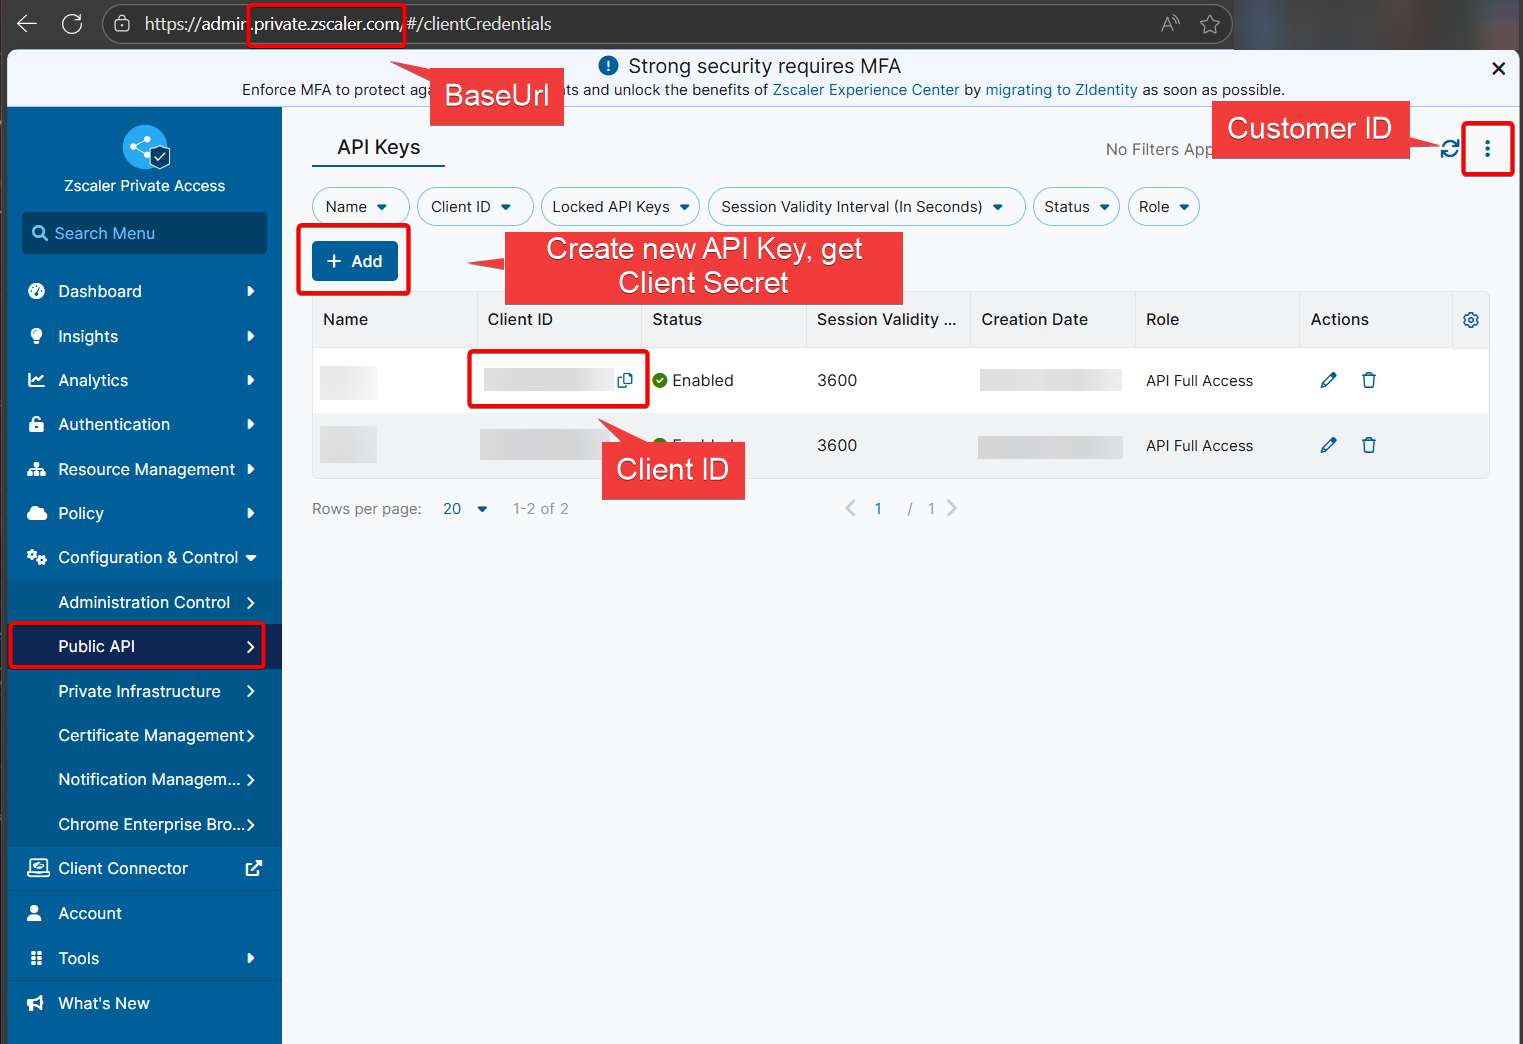 https://admin.private.zscaler.com/#/clientCredentials
Strong security requires MFA
Enforce MFA to protect aga
nts and unlock the benefits of Zscaler Experience Center by migrating to ZIdentity as soon as possible.
BaseUrl
Customer ID
Zscaler Private Access
Search Menu
Dashboard
Insights
Analytics
Authentication
Resource Management
Policy
Configuration & Control
Administration Control
Public API
Private Infrastructure
Certificate Management
Notification Managem...
Chrome Enterprise Bro...
Client Connector
Account
Tools
What's New
API Keys
No Filters App
Name
Client ID
Locked API Keys
Session Validity Interval (In Seconds)
Status
Role
+ Add
Create new API Key, get
Client Secret
Name Client ID Status Session Validity ... Creation Date Role Actions
Enabled 3600 API Full Access
Enabled 3600 API Full Access
Client ID
Rows per page: 20 1-2 of 2 1 / 1